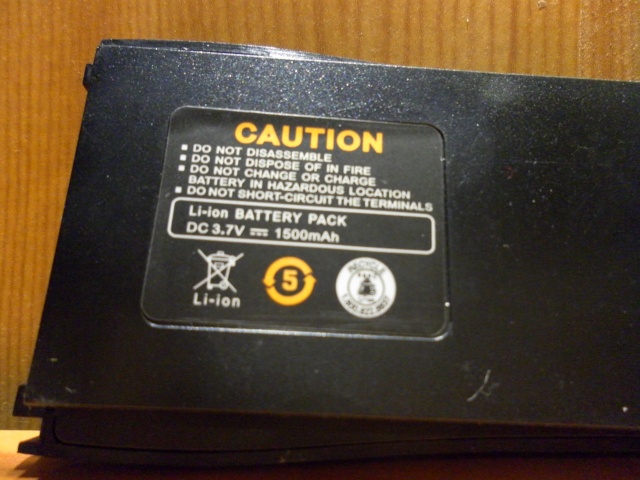 CAUTION
▪ DO NOT DISASSEMBLE
▪ DO NOT DISPOSE OF IN FIRE
▪ DO NOT CHANGE OR CHARGE
BATTERY IN HAZARDOUS LOCATION
▪ DO NOT SHORT-CIRCUIT THE TERMINALS
Li-ion BATTERY PACK
DC 3.7V ⎓ 1500mAh
Li-ion
5
RECYCLE